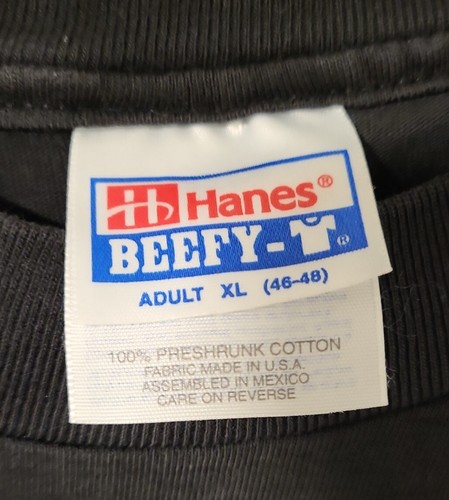 Hanes®
BEEFY-T®
ADULT XL (46-48)
100% PRESHRUNK COTTON
FABRIC MADE IN U.S.A.
ASSEMBLED IN MEXICO
CARE ON REVERSE